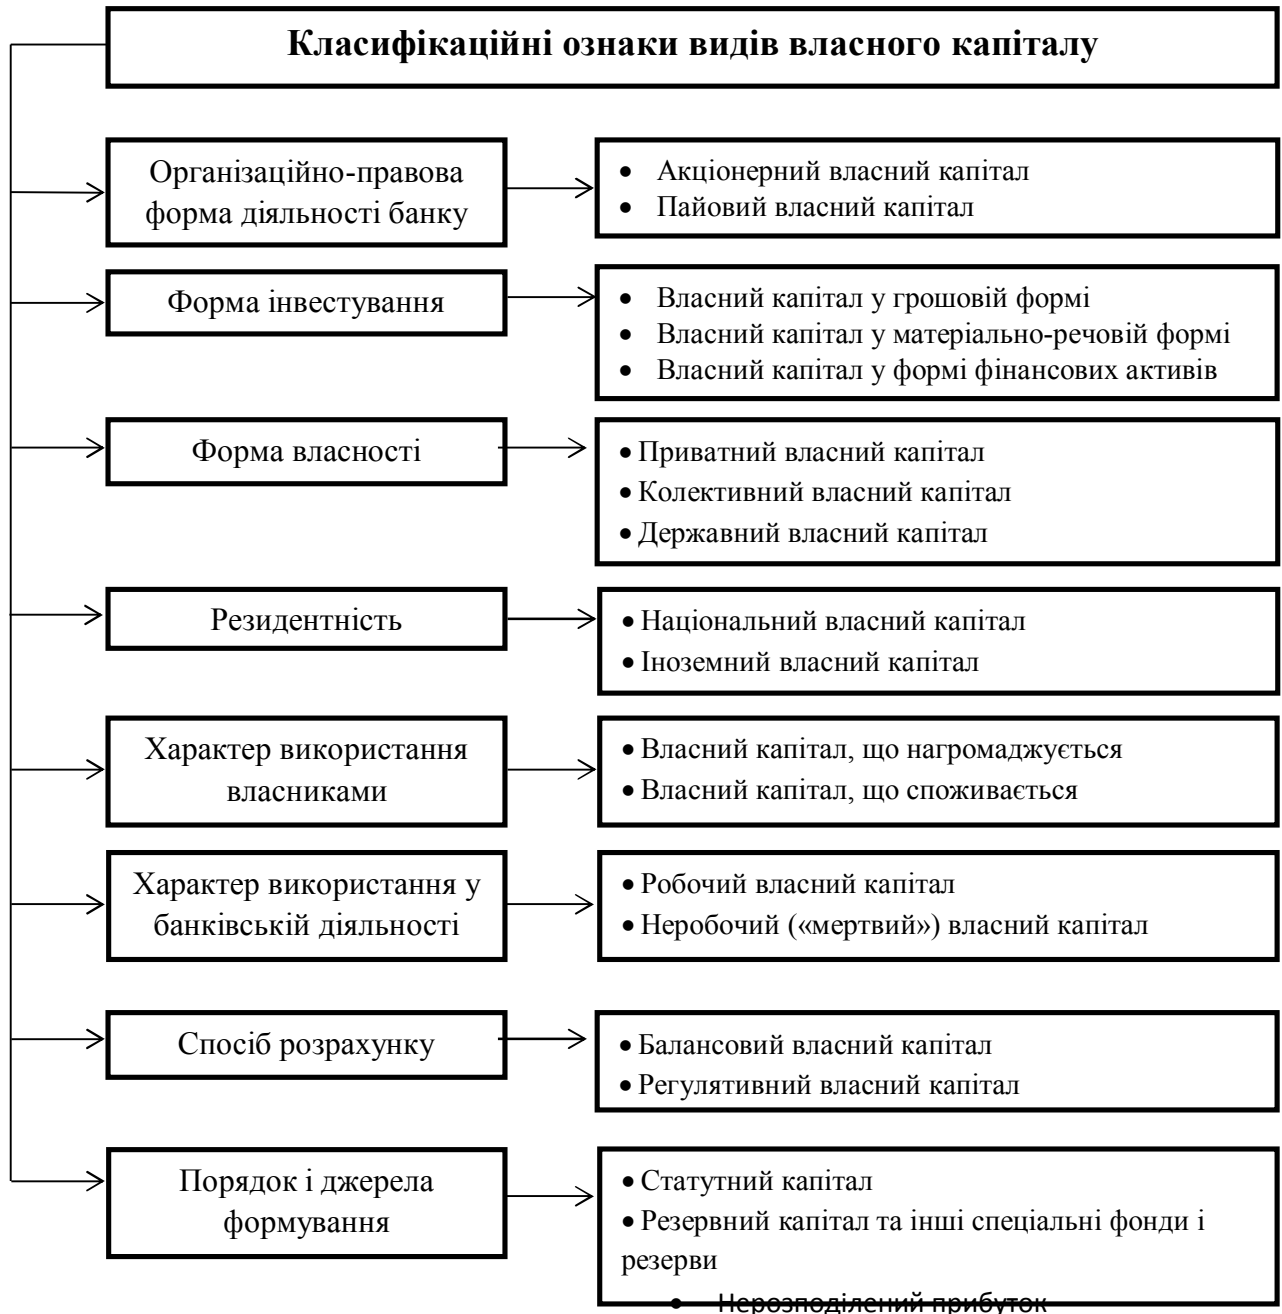 Класифікаційні ознаки видів власного капіталу
Організаційно-правова
форма діяльності банку
• Акціонерний власний капітал
• Пайовий власний капітал
Форма інвестування
• Власний капітал у грошовій формі
• Власний капітал у матеріально-речовій формі
• Власний капітал у формі фінансових активів
Форма власності
• Приватний власний капітал
• Колективний власний капітал
• Державний власний капітал
Резидентність
• Національний власний капітал
• Іноземний власний капітал
Характер використання
власниками
• Власний капітал, що нагромаджується
• Власний капітал, що споживається
Характер використання у
банківській діяльності
• Робочий власний капітал
• Неробочий («мертвий») власний капітал
Спосіб розрахунку
• Балансовий власний капітал
• Регулятивний власний капітал
Порядок і джерела
формування
• Статутний капітал
• Резервний капітал та інші спеціальні фонди і
резерви
• Нерозподілений прибуток